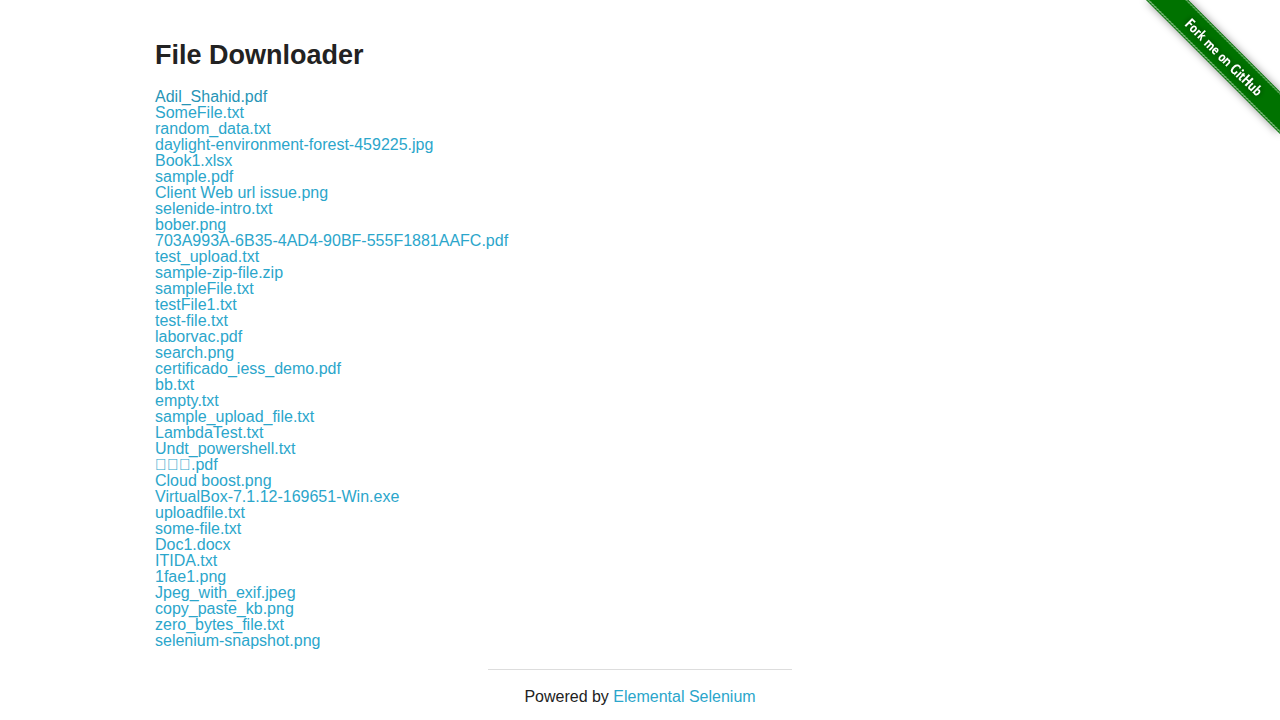 File Downloader
Fork me on GitHub
Adil_Shahid.pdf
SomeFile.txt
random_data.txt
daylight-environment-forest-459225.jpg
Book1.xlsx
sample.pdf
Client Web url issue.png
selenide-intro.txt
bober.png
703A993A-6B35-4AD4-90BF-555F1881AAFC.pdf
test_upload.txt
sample-zip-file.zip
sampleFile.txt
testFile1.txt
test-file.txt
laborvac.pdf
search.png
certificado_iess_demo.pdf
bb.txt
empty.txt
sample_upload_file.txt
LambdaTest.txt
Undt_powershell.txt
.pdf
Cloud boost.png
VirtualBox-7.1.12-169651-Win.exe
uploadfile.txt
some-file.txt
Doc1.docx
ITIDA.txt
1fae1.png
Jpeg_with_exif.jpeg
copy_paste_kb.png
zero_bytes_file.txt
selenium-snapshot.png
Powered by Elemental Selenium